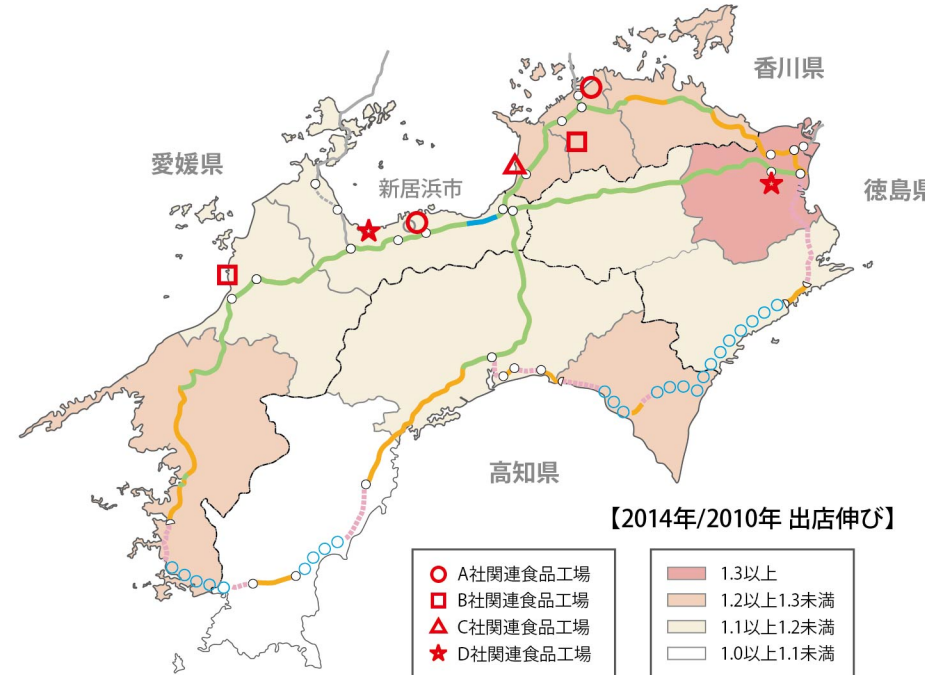 香川県
愛媛県
新居浜市
徳島県
高知県
【2014年/2010年 出店伸び】
A社関連食品工場
B社関連食品工場
C社関連食品工場
D社関連食品工場
1.3以上
1.2以上1.3未満
1.1以上1.2未満
1.0以上1.1未満